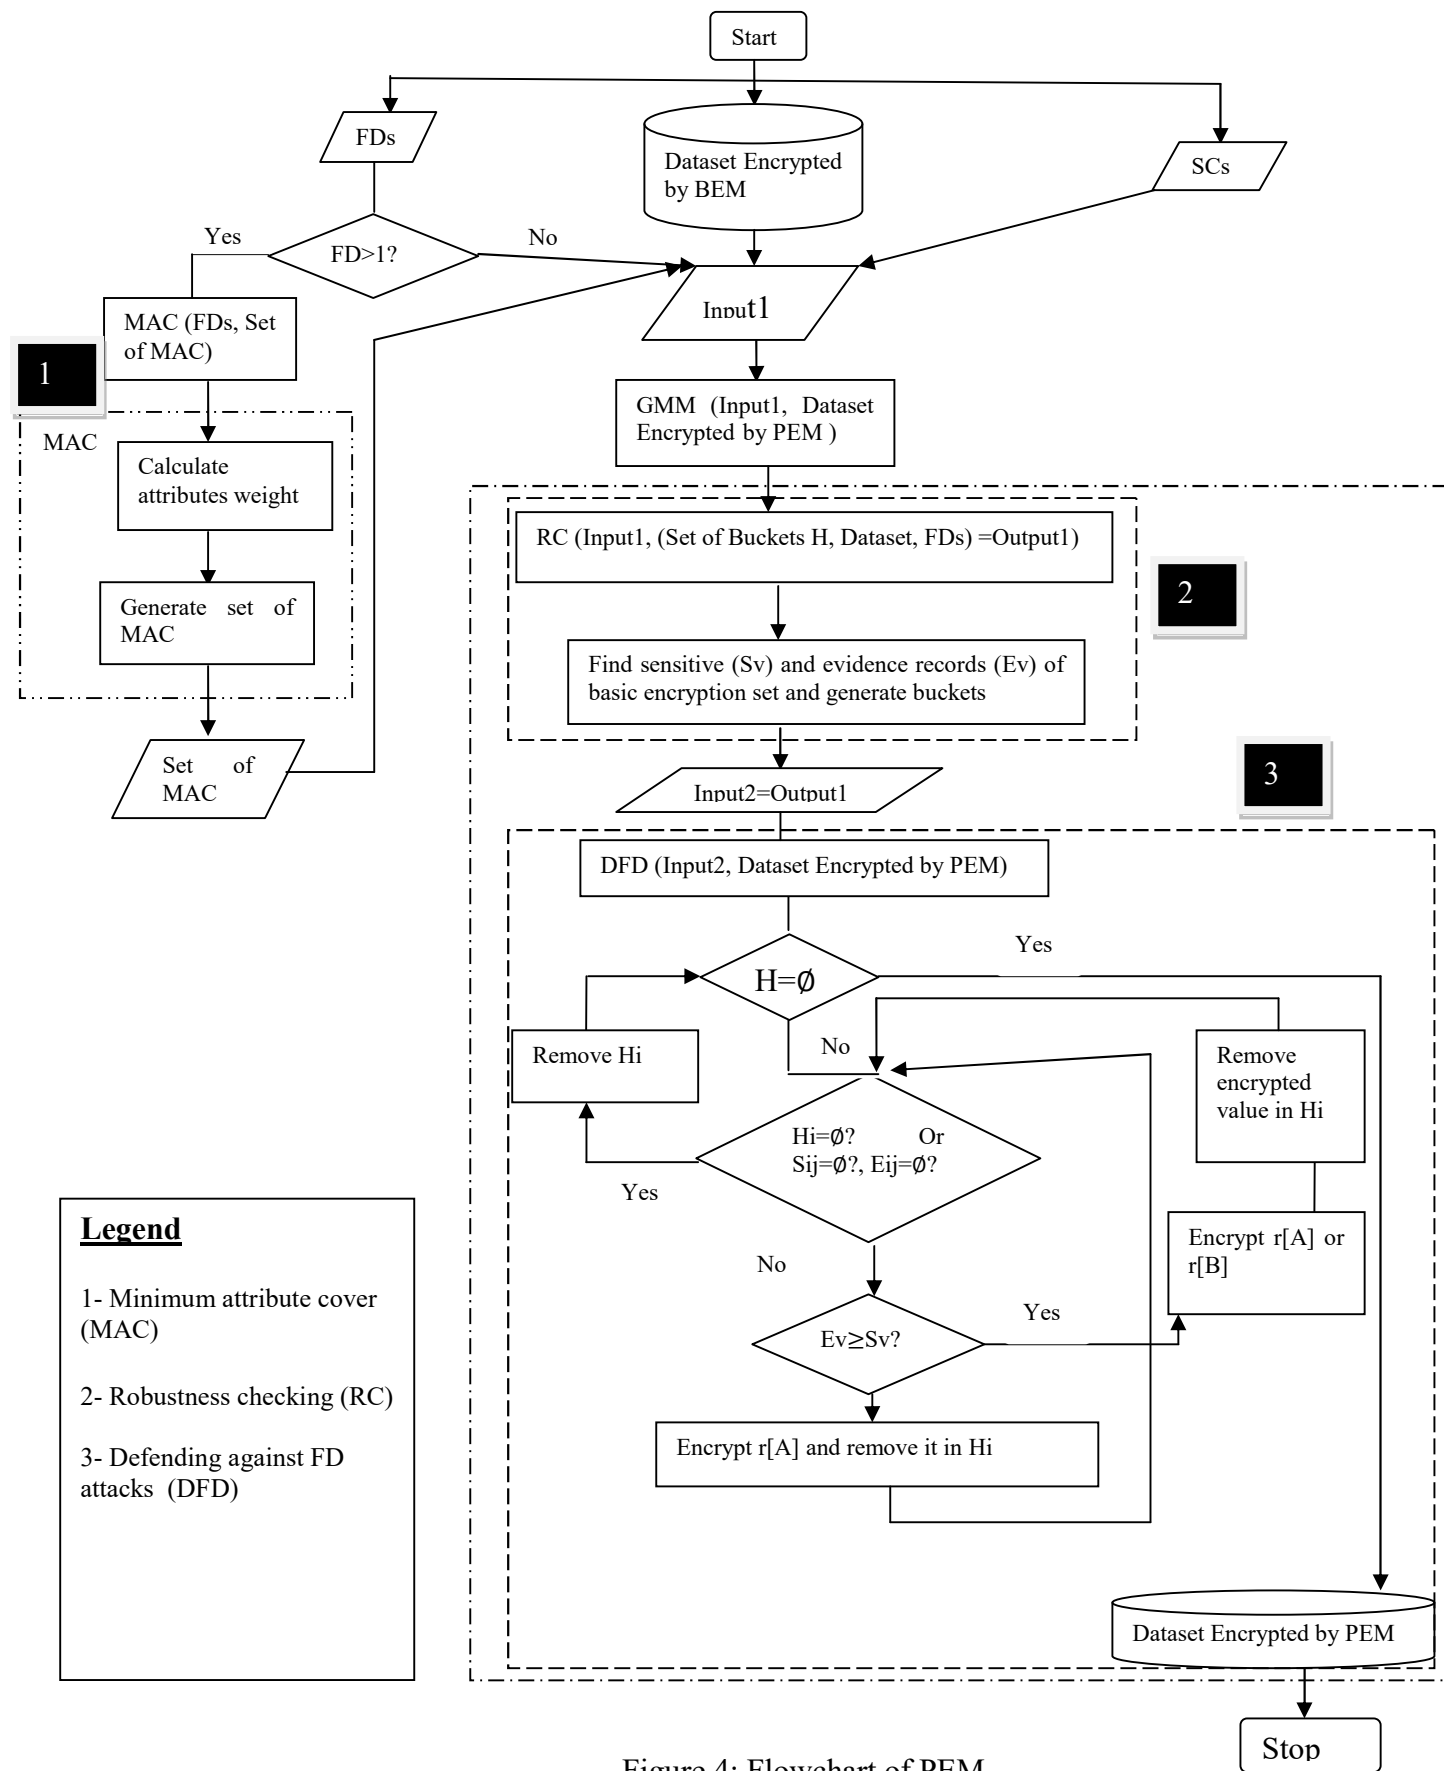 Start
FDs
Dataset Encrypted
by BEM
SCs
Yes
FD>1?
No
MAC (FDs, Set
of MAC)
1
Input1
MAC
Calculate
attributes weight
GMM (Input1, Dataset
Encrypted by PEM )
Generate set of
MAC
RC (Input1, (Set of Buckets H, Dataset, FDs) =Output1)
2
Find sensitive (Sv) and evidence records (Ev) of
basic encryption set and generate buckets
Set of
MAC
Input2=Output1
3
DFD (Input2, Dataset Encrypted by PEM)
H=∅
Yes
No
Remove Hi
Remove
encrypted
value in Hi
Hi=∅? Or
Sij=∅?, Eij=∅?
Yes
No
Encrypt r[A] or
r[B]
Ev≥Sv?
Yes
Encrypt r[A] and remove it in Hi
Dataset Encrypted by PEM
Stop
Legend
1- Minimum attribute cover
(MAC)
2- Robustness checking (RC)
3- Defending against FD
attacks (DFD)
Figure 4: Flowchart of PEM